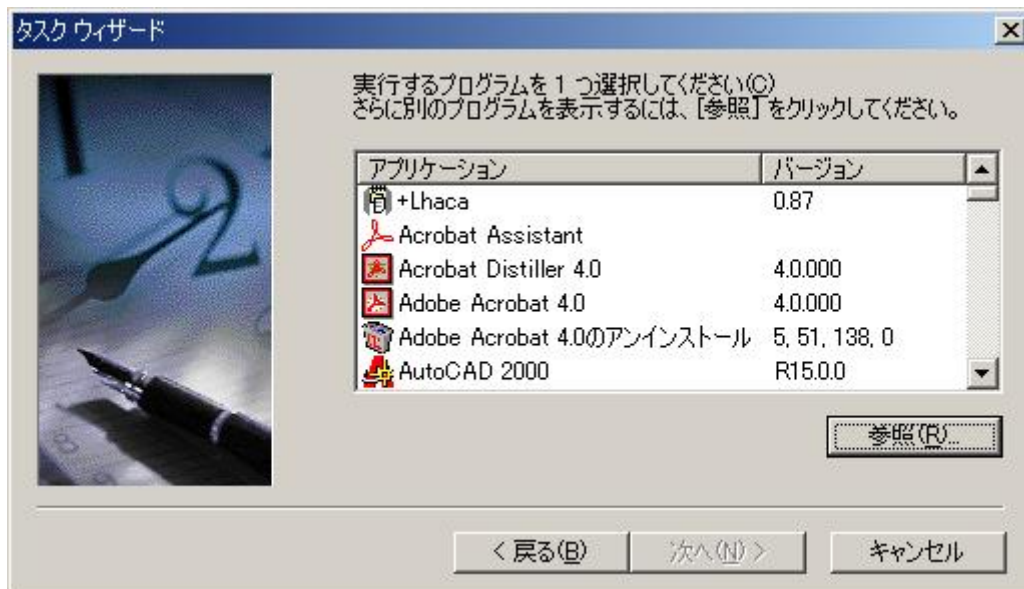 タスク ウィザード
実行するプログラムを 1 つ選択してください(C)
さらに別のプログラムを表示するには、[参照] をクリックしてください。
アプリケーション バージョン
+Lhaca 0.87
Acrobat Assistant
Acrobat Distiller 4.0 4.0.000
Adobe Acrobat 4.0 4.0.000
Adobe Acrobat 4.0のアンインストール 5, 51, 138, 0
AutoCAD 2000 R15.0.0
参照(R)...
< 戻る(B) 次へ(N) > キャンセル